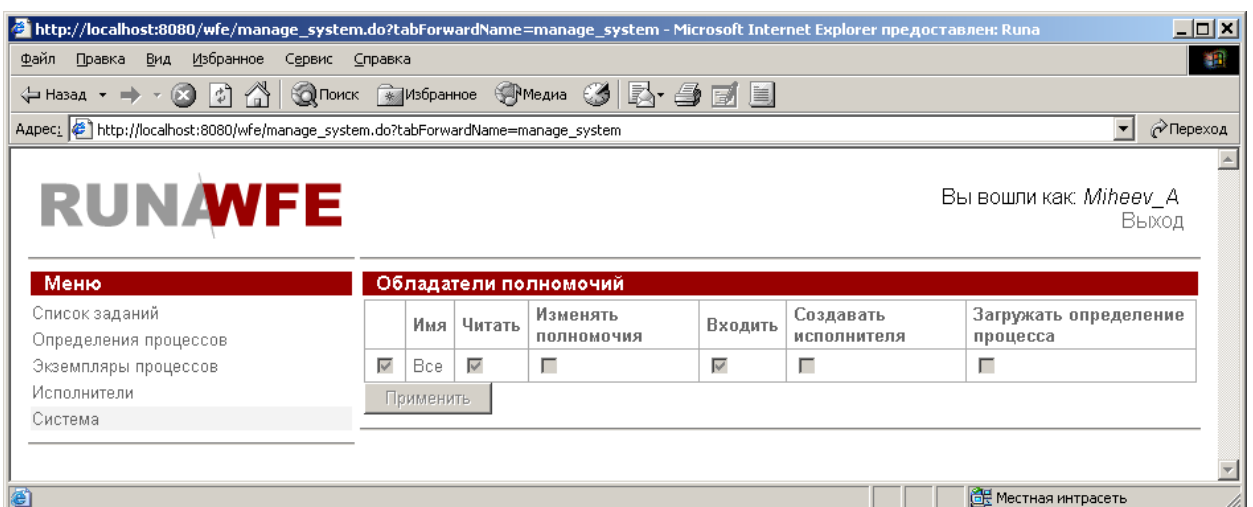 http://localhost:8080/wfe/manage_system.do?tabForwardName=manage_system - Microsoft Internet Explorer предоставлен: Runa
Файл Правка Вид Избранное Сервис Справка
Назад Поиск Избранное Медиа
Адрес: http://localhost:8080/wfe/manage_system.do?tabForwardName=manage_system Переход
RUNAWFE
Вы вошли как: Miheev_A
Выход
Меню
Список заданий
Определения процессов
Экземпляры процессов
Исполнители
Система
Обладатели полномочий
Имя Читать Изменять полномочия Входить Создавать исполнителя Загружать определение процесса
Все
Применить
Местная интрасеть